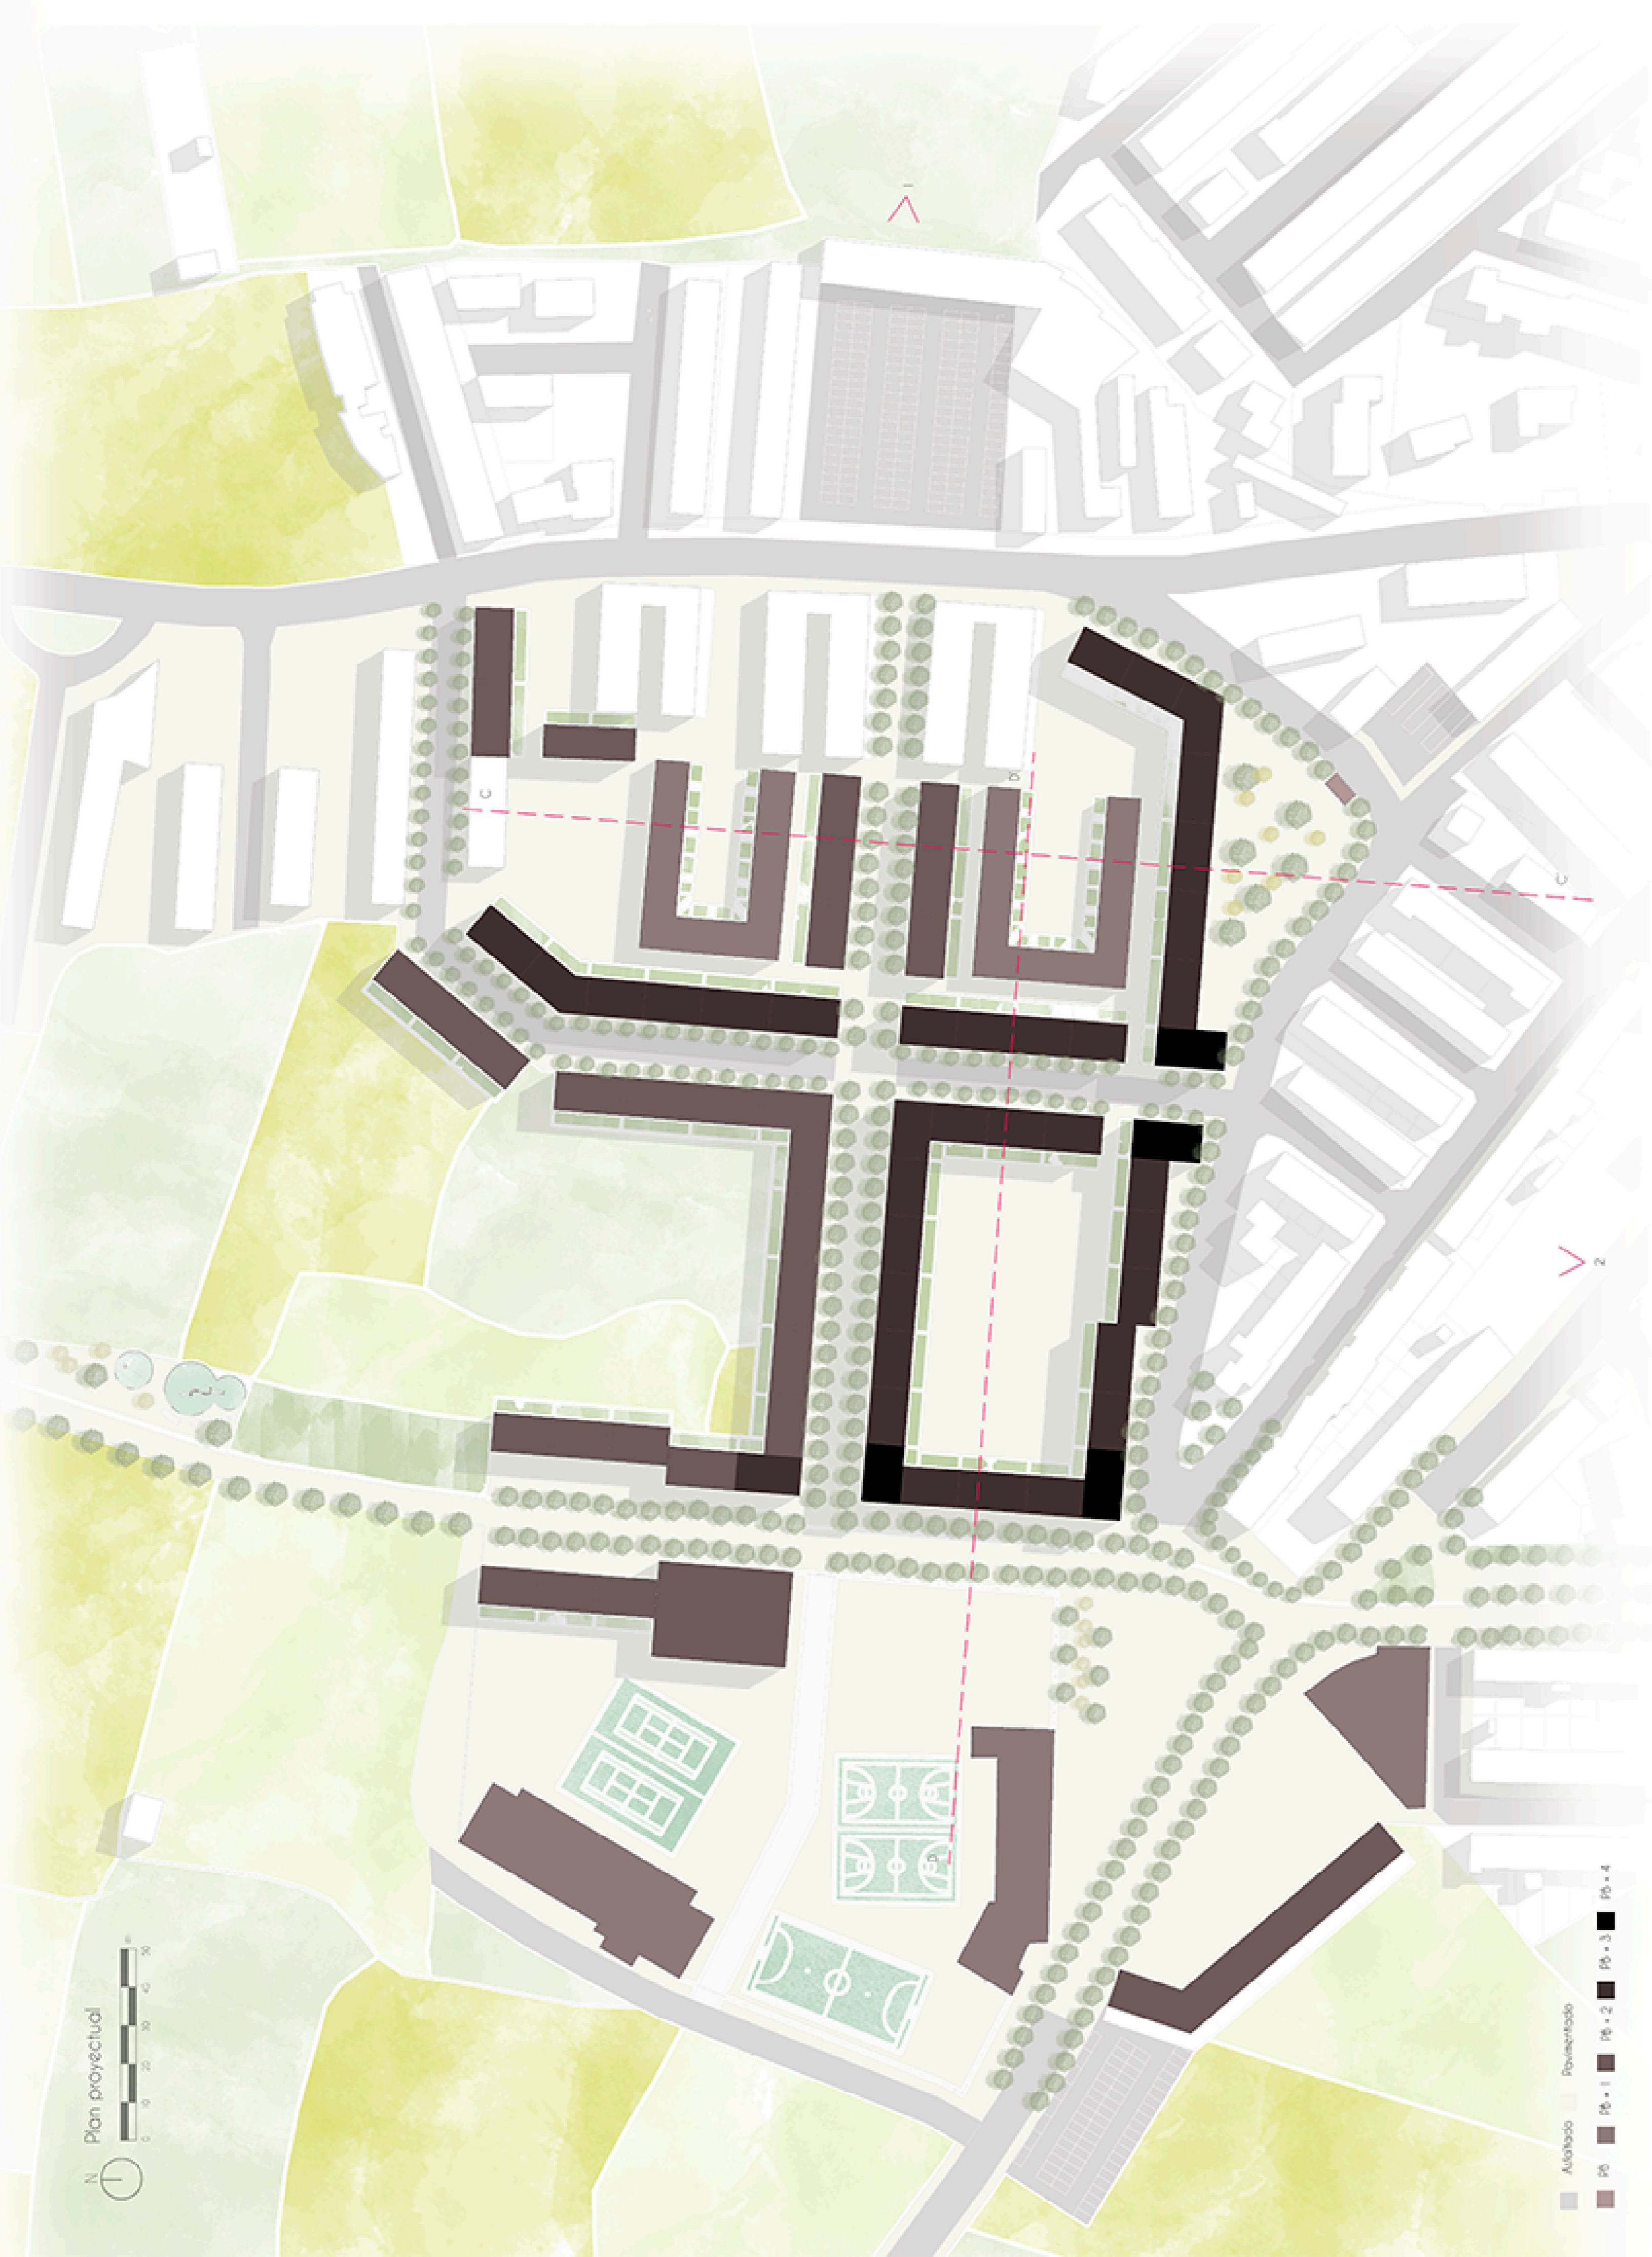 Plan proyectual
N
0 10 20 30 40 50
m
Asfaltado
Pavimentado
PB
PB + 1
PB + 2
PB + 3
PB + 4
C
C'
D'
D
1
2